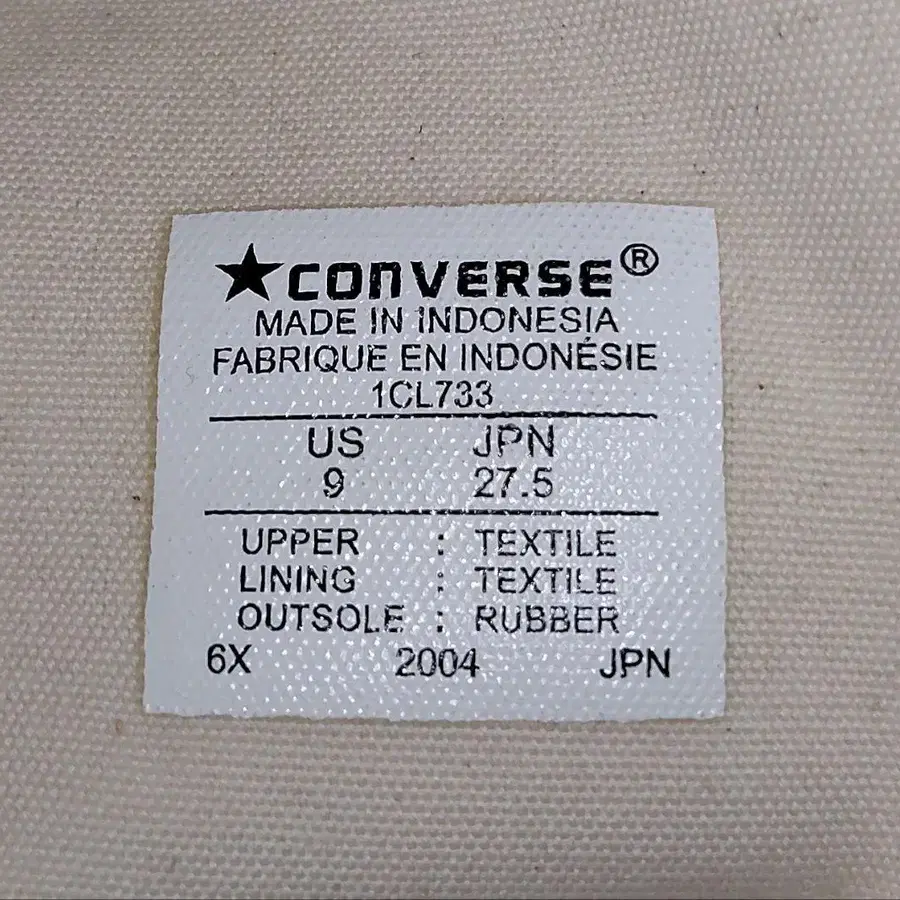 ★CONVERSE®
MADE IN INDONESIA
FABRIQUE EN INDONÉSIE
1CL733
US JPN
9 27.5
UPPER : TEXTILE
LINING : TEXTILE
OUTSOLE : RUBBER
6X 2004 JPN